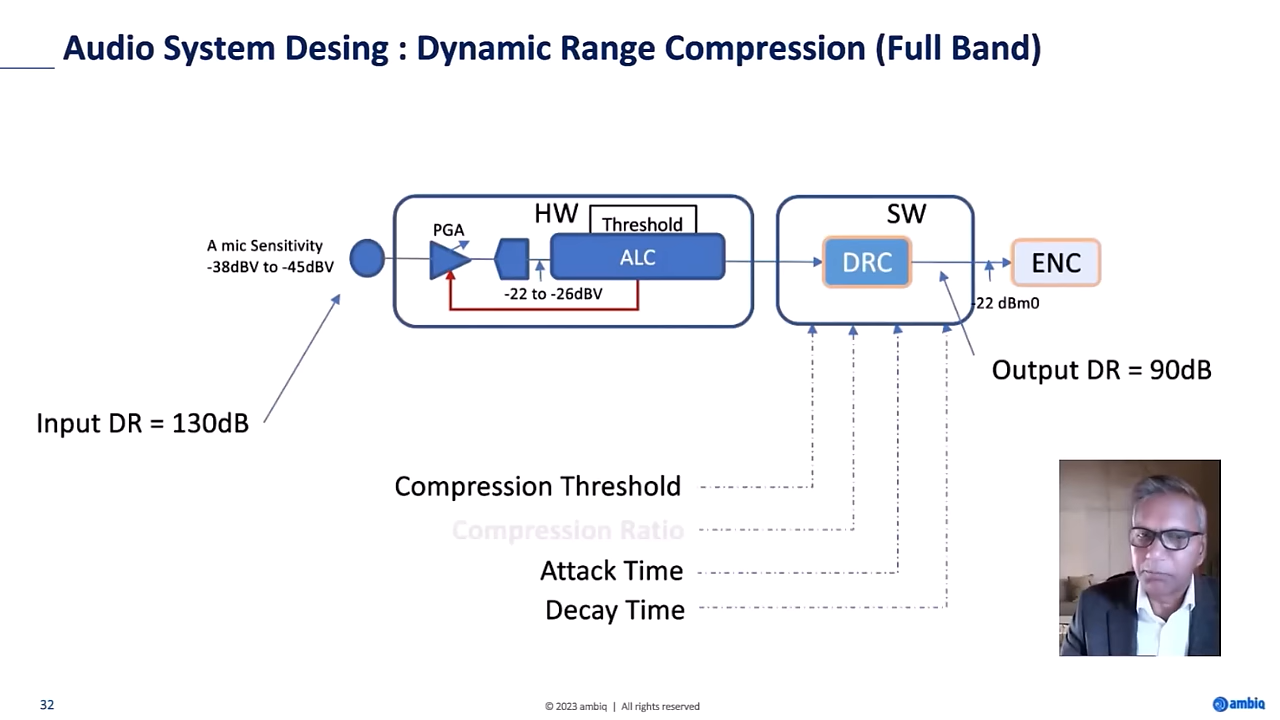 Audio System Desing : Dynamic Range Compression (Full Band)
HW
SW
Threshold
PGA
A mic Sensitivity
-38dBV to -45dBV
ALC
DRC
ENC
-22 to -26dBV
-22 dBm0
Output DR = 90dB
Input DR = 130dB
Compression Threshold
Compression Ratio
Attack Time
Decay Time
32
© 2023 ambiq | All rights reserved
ambiq